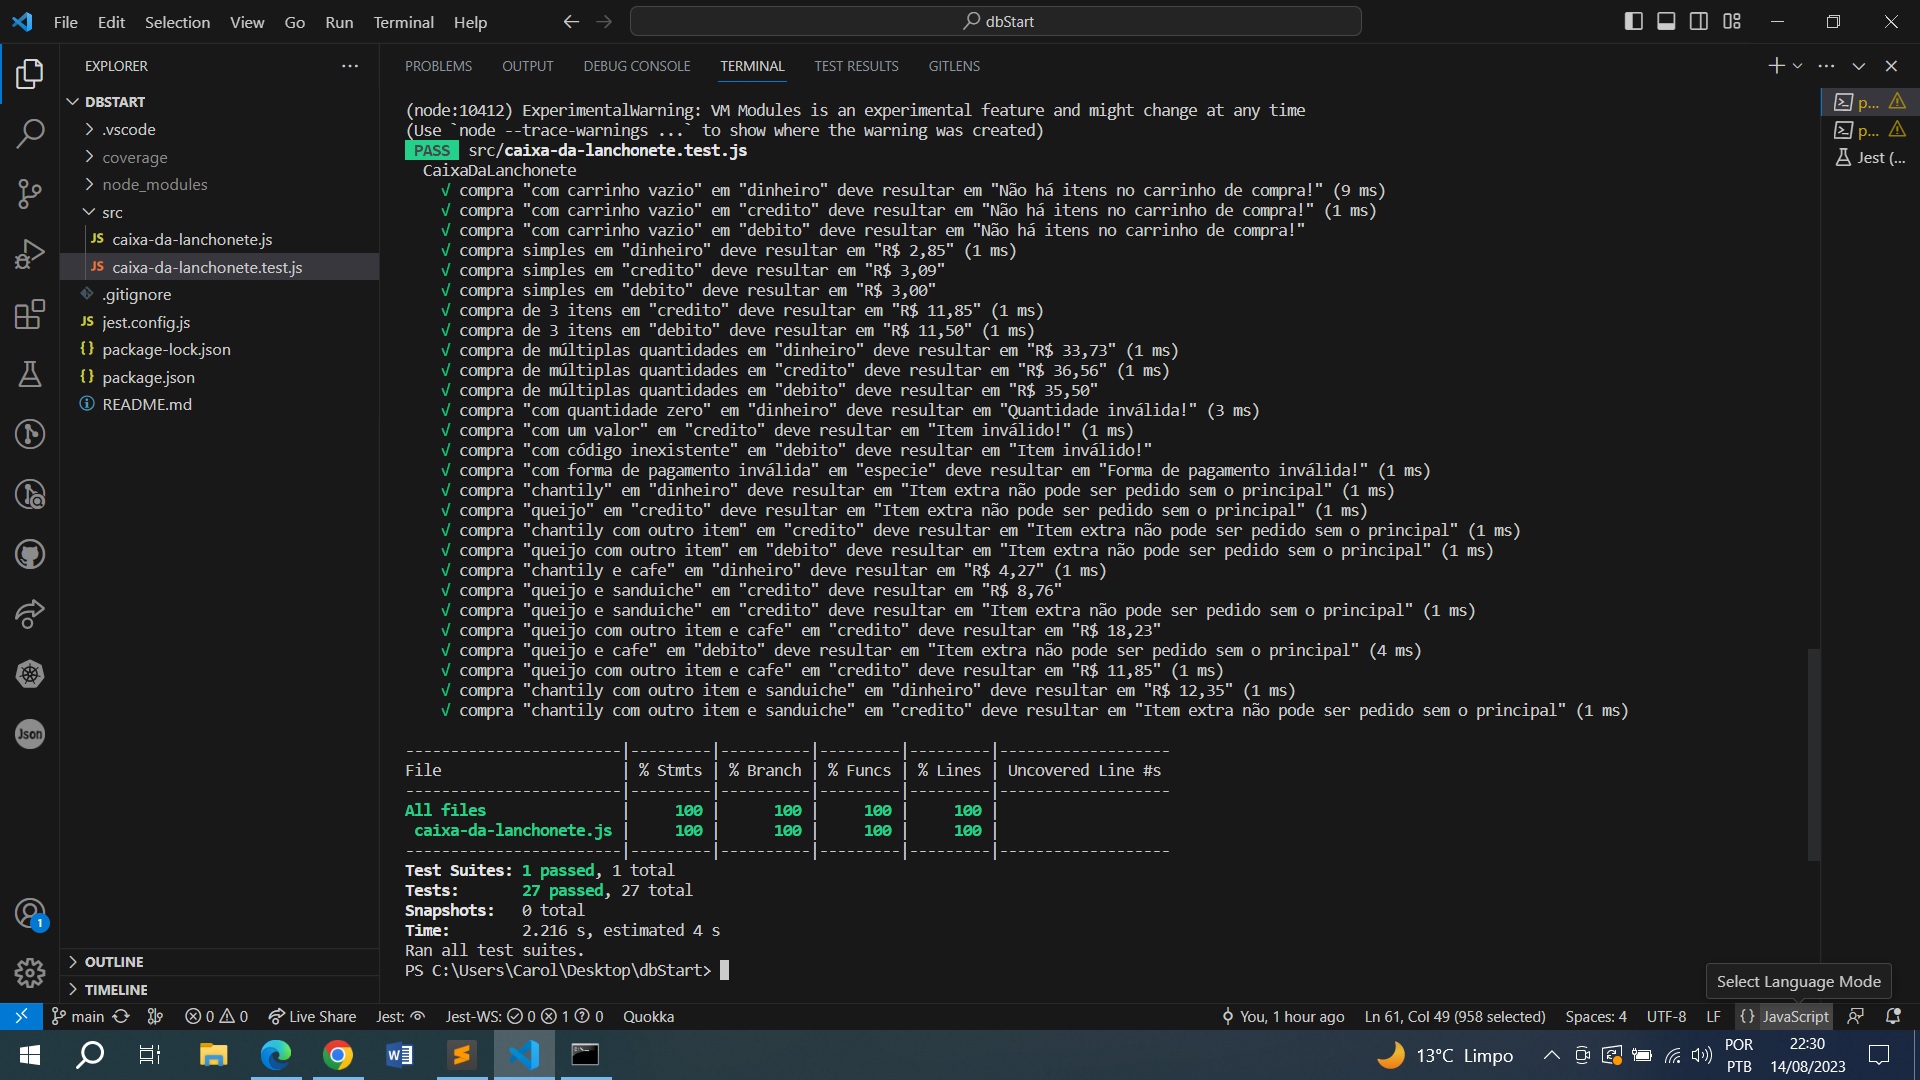 File Edit Selection View Go Run Terminal Help
dbStart
EXPLORER
DBSTART
.vscode
coverage
node_modules
src
JS caixa-da-lanchonete.js
JS caixa-da-lanchonete.test.js
.gitignore
JS jest.config.js
{} package-lock.json
{} package.json
README.md
OUTLINE
TIMELINE
PROBLEMS OUTPUT DEBUG CONSOLE TERMINAL TEST RESULTS GITLENS
(node:10412) ExperimentalWarning: VM Modules is an experimental feature and might change at any time
(Use `node --trace-warnings ...` to show where the warning was created)
PASS src/caixa-da-lanchonete.test.js
CaixaDaLanchonete
√ compra "com carrinho vazio" em "dinheiro" deve resultar em "Não há itens no carrinho de compra!" (9 ms)
√ compra "com carrinho vazio" em "credito" deve resultar em "Não há itens no carrinho de compra!" (1 ms)
√ compra "com carrinho vazio" em "debito" deve resultar em "Não há itens no carrinho de compra!"
√ compra simples em "dinheiro" deve resultar em "R$ 2,85" (1 ms)
√ compra simples em "credito" deve resultar em "R$ 3,09"
√ compra simples em "debito" deve resultar em "R$ 3,00"
√ compra de 3 itens em "credito" deve resultar em "R$ 11,85" (1 ms)
√ compra de 3 itens em "debito" deve resultar em "R$ 11,50" (1 ms)
√ compra de múltiplas quantidades em "dinheiro" deve resultar em "R$ 33,73" (1 ms)
√ compra de múltiplas quantidades em "credito" deve resultar em "R$ 36,56" (1 ms)
√ compra de múltiplas quantidades em "debito" deve resultar em "R$ 35,50"
√ compra "com quantidade zero" em "dinheiro" deve resultar em "Quantidade inválida!" (3 ms)
√ compra "com um valor" em "credito" deve resultar em "Item inválido!" (1 ms)
√ compra "com código inexistente" em "debito" deve resultar em "Item inválido!"
√ compra "com forma de pagamento inválida" em "especie" deve resultar em "Forma de pagamento inválida!" (1 ms)
√ compra "chantily" em "dinheiro" deve resultar em "Item extra não pode ser pedido sem o principal" (1 ms)
√ compra "queijo" em "credito" deve resultar em "Item extra não pode ser pedido sem o principal" (1 ms)
√ compra "chantily com outro item" em "credito" deve resultar em "Item extra não pode ser pedido sem o principal" (1 ms)
√ compra "queijo com outro item" em "debito" deve resultar em "Item extra não pode ser pedido sem o principal" (1 ms)
√ compra "chantily e cafe" em "dinheiro" deve resultar em "R$ 4,27" (1 ms)
√ compra "queijo e sanduiche" em "credito" deve resultar em "R$ 8,76"
√ compra "queijo e sanduiche" em "credito" deve resultar em "Item extra não pode ser pedido sem o principal" (1 ms)
√ compra "queijo com outro item e cafe" em "credito" deve resultar em "R$ 18,23"
√ compra "queijo e cafe" em "debito" deve resultar em "Item extra não pode ser pedido sem o principal" (4 ms)
√ compra "queijo com outro item e cafe" em "credito" deve resultar em "R$ 11,85" (1 ms)
√ compra "chantily com outro item e sanduiche" em "dinheiro" deve resultar em "R$ 12,35" (1 ms)
√ compra "chantily com outro item e sanduiche" em "credito" deve resultar em "Item extra não pode ser pedido sem o principal" (1 ms)
------------------------|---------|----------|---------|---------|-------------------
File | % Stmts | % Branch | % Funcs | % Lines | Uncovered Line #s
------------------------|---------|----------|---------|---------|-------------------
All files | 100 | 100 | 100 | 100 |
caixa-da-lanchonete.js | 100 | 100 | 100 | 100 |
------------------------|---------|----------|---------|---------|-------------------
Test Suites: 1 passed, 1 total
Tests: 27 passed, 27 total
Snapshots: 0 total
Time: 2.216 s, estimated 4 s
Ran all test suites.
PS C:\Users\Carol\Desktop\dbStart>
p...
p...
Jest (...
Json
1
Select Language Mode
main 0 0 Live Share Jest: Jest-WS: 0 1 0 Quokka You, 1 hour ago Ln 61, Col 49 (958 selected) Spaces: 4 UTF-8 LF {} JavaScript
13°C Limpo
POR
PTB
22:30
14/08/2023